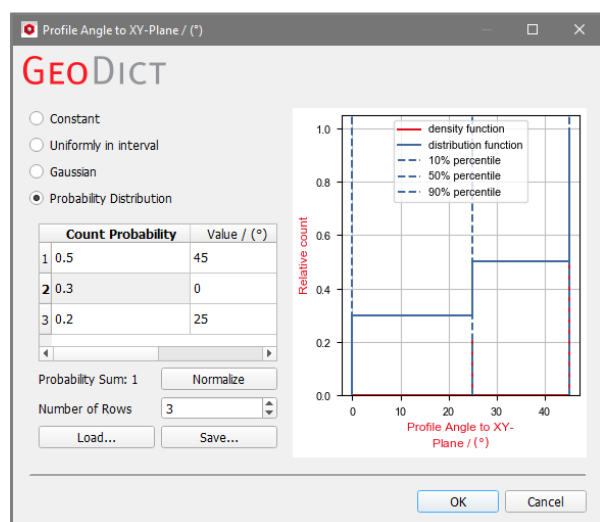 Profile Angle to XY-Plane / (°)
GEODICT
Constant
Uniformly in interval
Gaussian
Probability Distribution
Count Probability Value / (°)
1 0.5 45
2 0.3 0
3 0.2 25
Probability Sum: 1 Normalize
Number of Rows 3
Load... Save...
density function
distribution function
10% percentile
50% percentile
90% percentile
Relative count
1.0
0.8
0.6
0.4
0.2
0.0
0 10 20 30 40
Profile Angle to XY-
Plane / (°)
OK Cancel